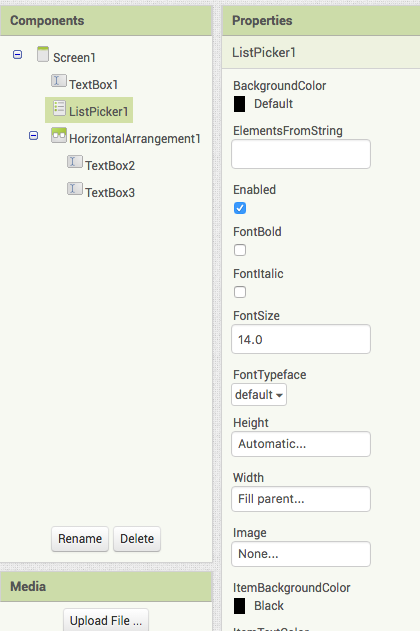 Components
Screen1
TextBox1
ListPicker1
HorizontalArrangement1
TextBox2
TextBox3
Rename
Delete
Media
Upload File ...
Properties
ListPicker1
BackgroundColor
Default
ElementsFromString
Enabled
FontBold
FontItalic
FontSize
14.0
FontTypeface
default
Height
Automatic...
Width
Fill parent...
Image
None...
ItemBackgroundColor
Black
ItemTextColor